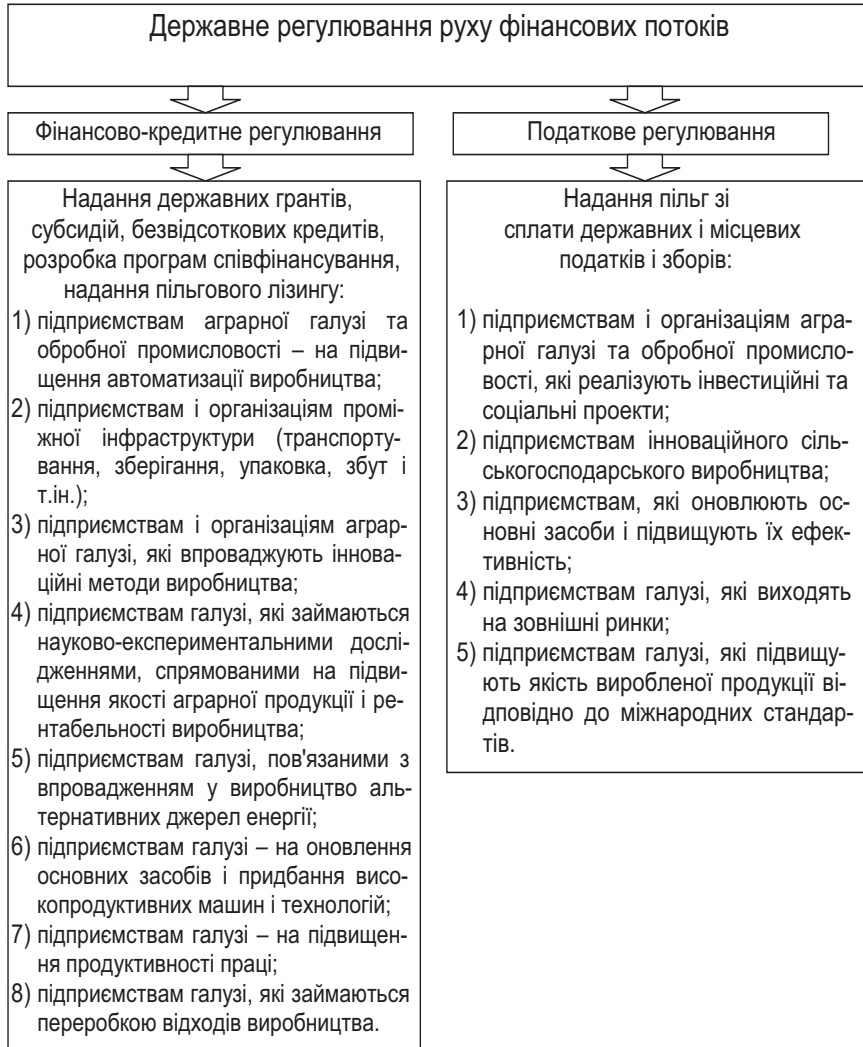 Державне регулювання руху фінансових потоків
Фінансово-кредитне регулювання
Надання державних грантів,
субсидій, безвідсоткових кредитів,
розробка програм співфінансування,
надання пільгового лізингу:
1) підприємствам аграрної галузі та
обробної промисловості – на підви-
щення автоматизації виробництва;
2) підприємствам і організаціям промі-
жної інфраструктури (транспорту-
вання, зберігання, упаковка, збут і
т.ін.);
3) підприємствам і організаціям аграр-
ної галузі, які впроваджують іннова-
ційні методи виробництва;
4) підприємствам галузі, які займаються
науково-експериментальними дослі-
дженнями, спрямованими на підви-
щення якості аграрної продукції і ре-
нтабельності виробництва;
5) підприємствам галузі, пов'язаними з
впровадженням у виробництво аль-
тернативних джерел енергії;
6) підприємствам галузі – на оновлення
основних засобів і придбання висо-
копродуктивних машин і технологій;
7) підприємствам галузі – на підвищен-
ня продуктивності праці;
8) підприємствам галузі, які займаються
переробкою відходів виробництва.
Податкове регулювання
Надання пільг зі
сплати державних і місцевих
податків і зборів:
1) підприємствам і організаціям агра-
рної галузі та обробної промисло-
вості, які реалізують інвестиційні та
соціальні проекти;
2) підприємствам інноваційного сіль-
ськогосподарського виробництва;
3) підприємствам, які оновлюють ос-
новні засоби і підвищують їх ефек-
тивність;
4) підприємствам галузі, які виходять
на зовнішні ринки;
5) підприємствам галузі, які підвищу-
ють якість виробленої продукції ві-
дповідно до міжнародних стандар-
тів.